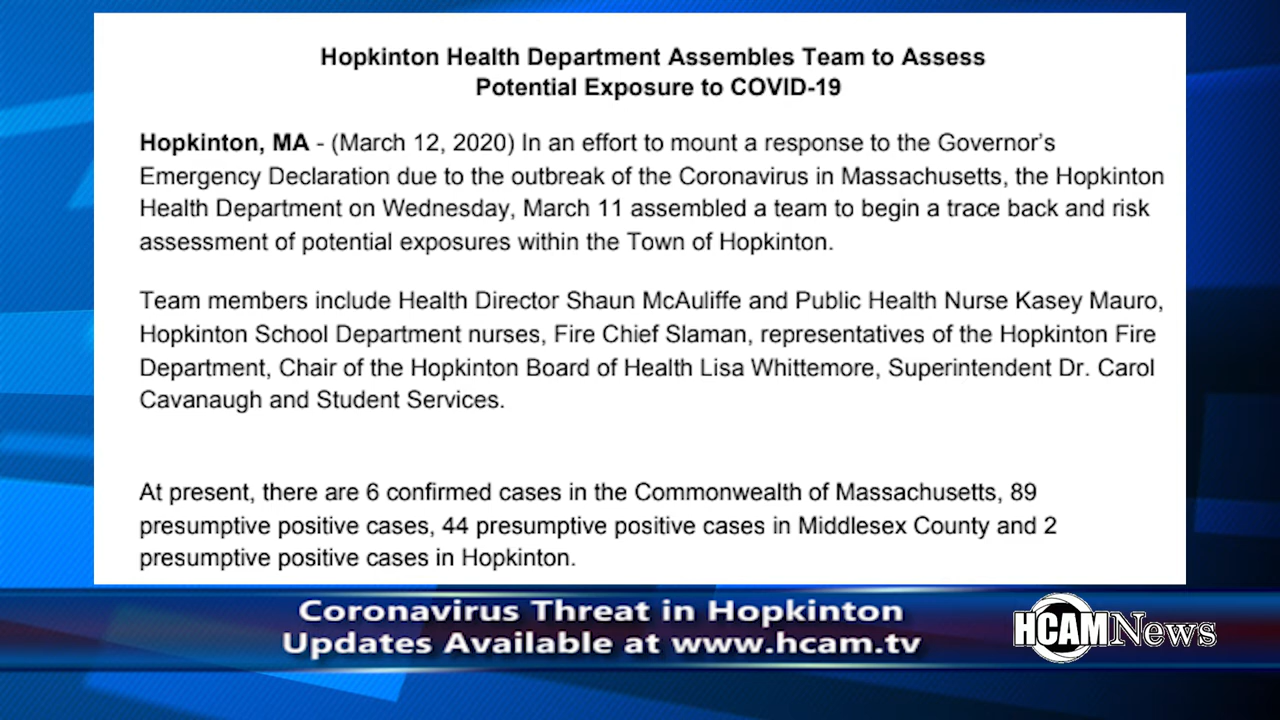 Hopkinton Health Department Assembles Team to Assess
Potential Exposure to COVID-19
Hopkinton, MA - (March 12, 2020) In an effort to mount a response to the Governor's
Emergency Declaration due to the outbreak of the Coronavirus in Massachusetts, the Hopkinton
Health Department on Wednesday, March 11 assembled a team to begin a trace back and risk
assessment of potential exposures within the Town of Hopkinton.
Team members include Health Director Shaun McAuliffe and Public Health Nurse Kasey Mauro,
Hopkinton School Department nurses, Fire Chief Slaman, representatives of the Hopkinton Fire
Department, Chair of the Hopkinton Board of Health Lisa Whittemore, Superintendent Dr. Carol
Cavanaugh and Student Services.
At present, there are 6 confirmed cases in the Commonwealth of Massachusetts, 89
presumptive positive cases, 44 presumptive positive cases in Middlesex County and 2
presumptive positive cases in Hopkinton.
Coronavirus Threat in Hopkinton
Updates Available at www.hcam.tv
HCAM News